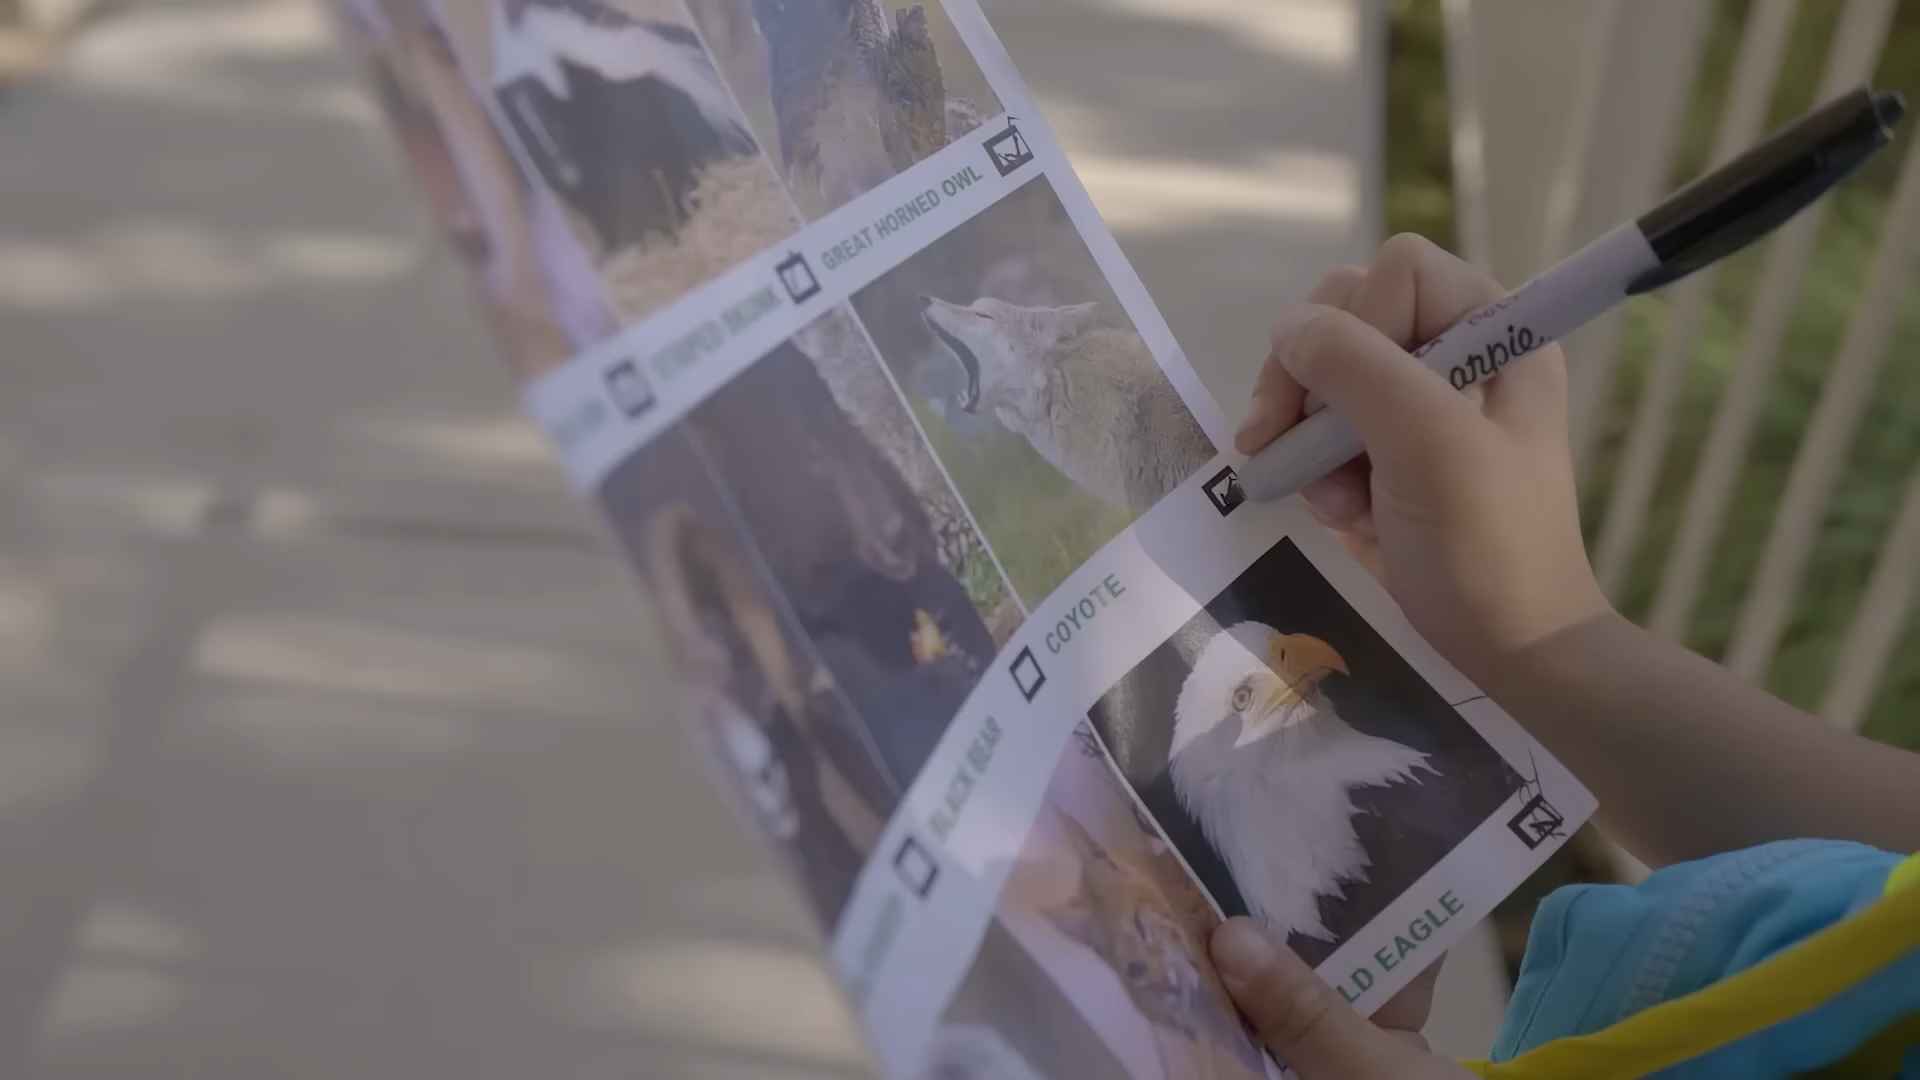 STRIPED SKUNK
GREAT HORNED OWL
BLACK BEAR
COYOTE
LD EAGLE
arpie